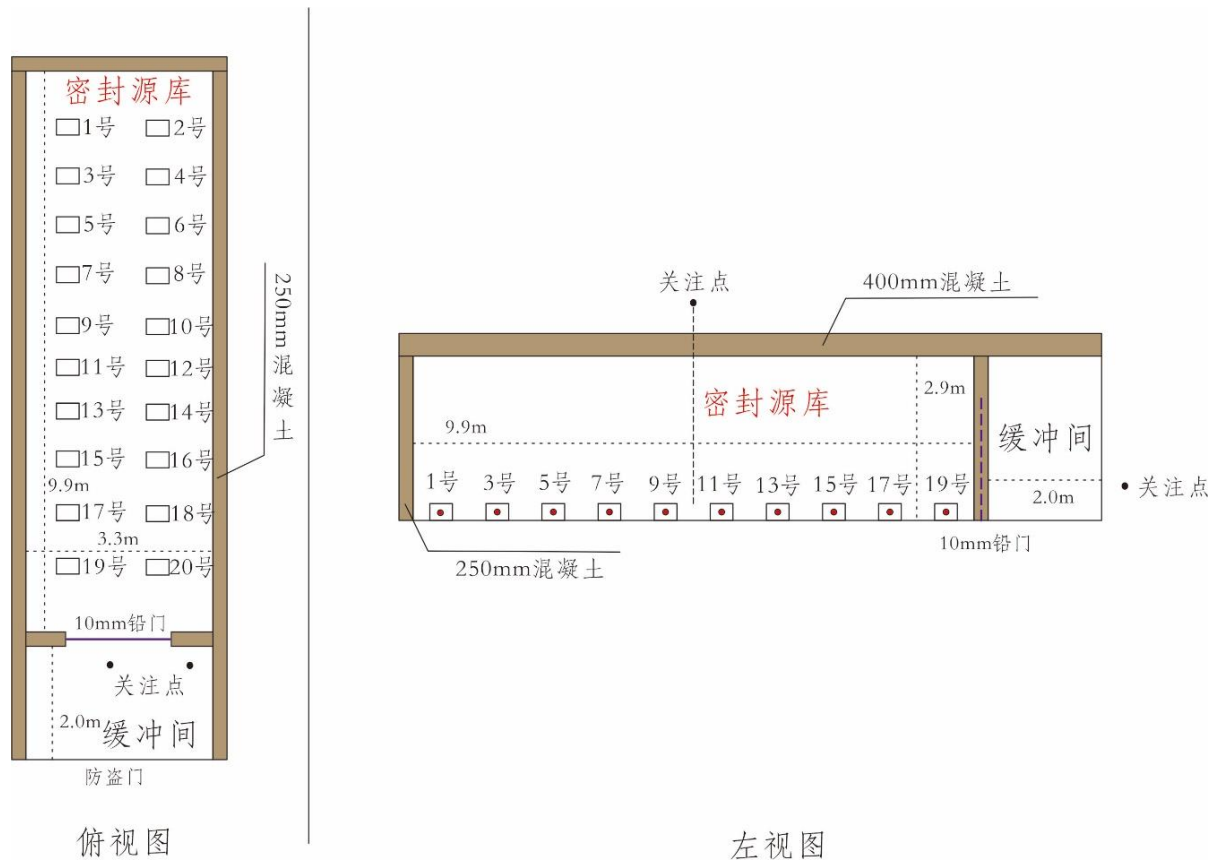 密封源库
1号 2号
3号 4号
5号 6号
7号 8号
9号 10号
11号 12号
13号 14号
15号 16号
9.9m
17号 18号
3.3m
19号 20号
10mm铅门
关注点
2.0m
缓冲间
防盗门
俯视图
250mm混凝土
关注点
400mm混凝土
密封源库
2.9m
9.9m
缓冲间
1号 3号 5号 7号 9号 11号 13号 15号 17号 19号
2.0m
关注点
10mm铅门
250mm混凝土
左视图